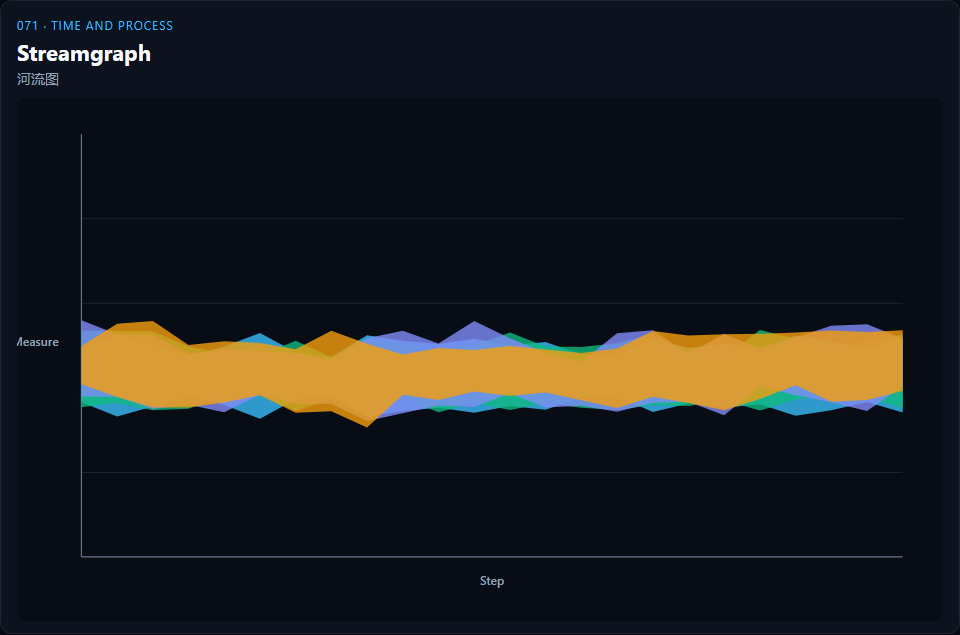 071 · TIME AND PROCESS
Streamgraph
河流图
Measure
Step